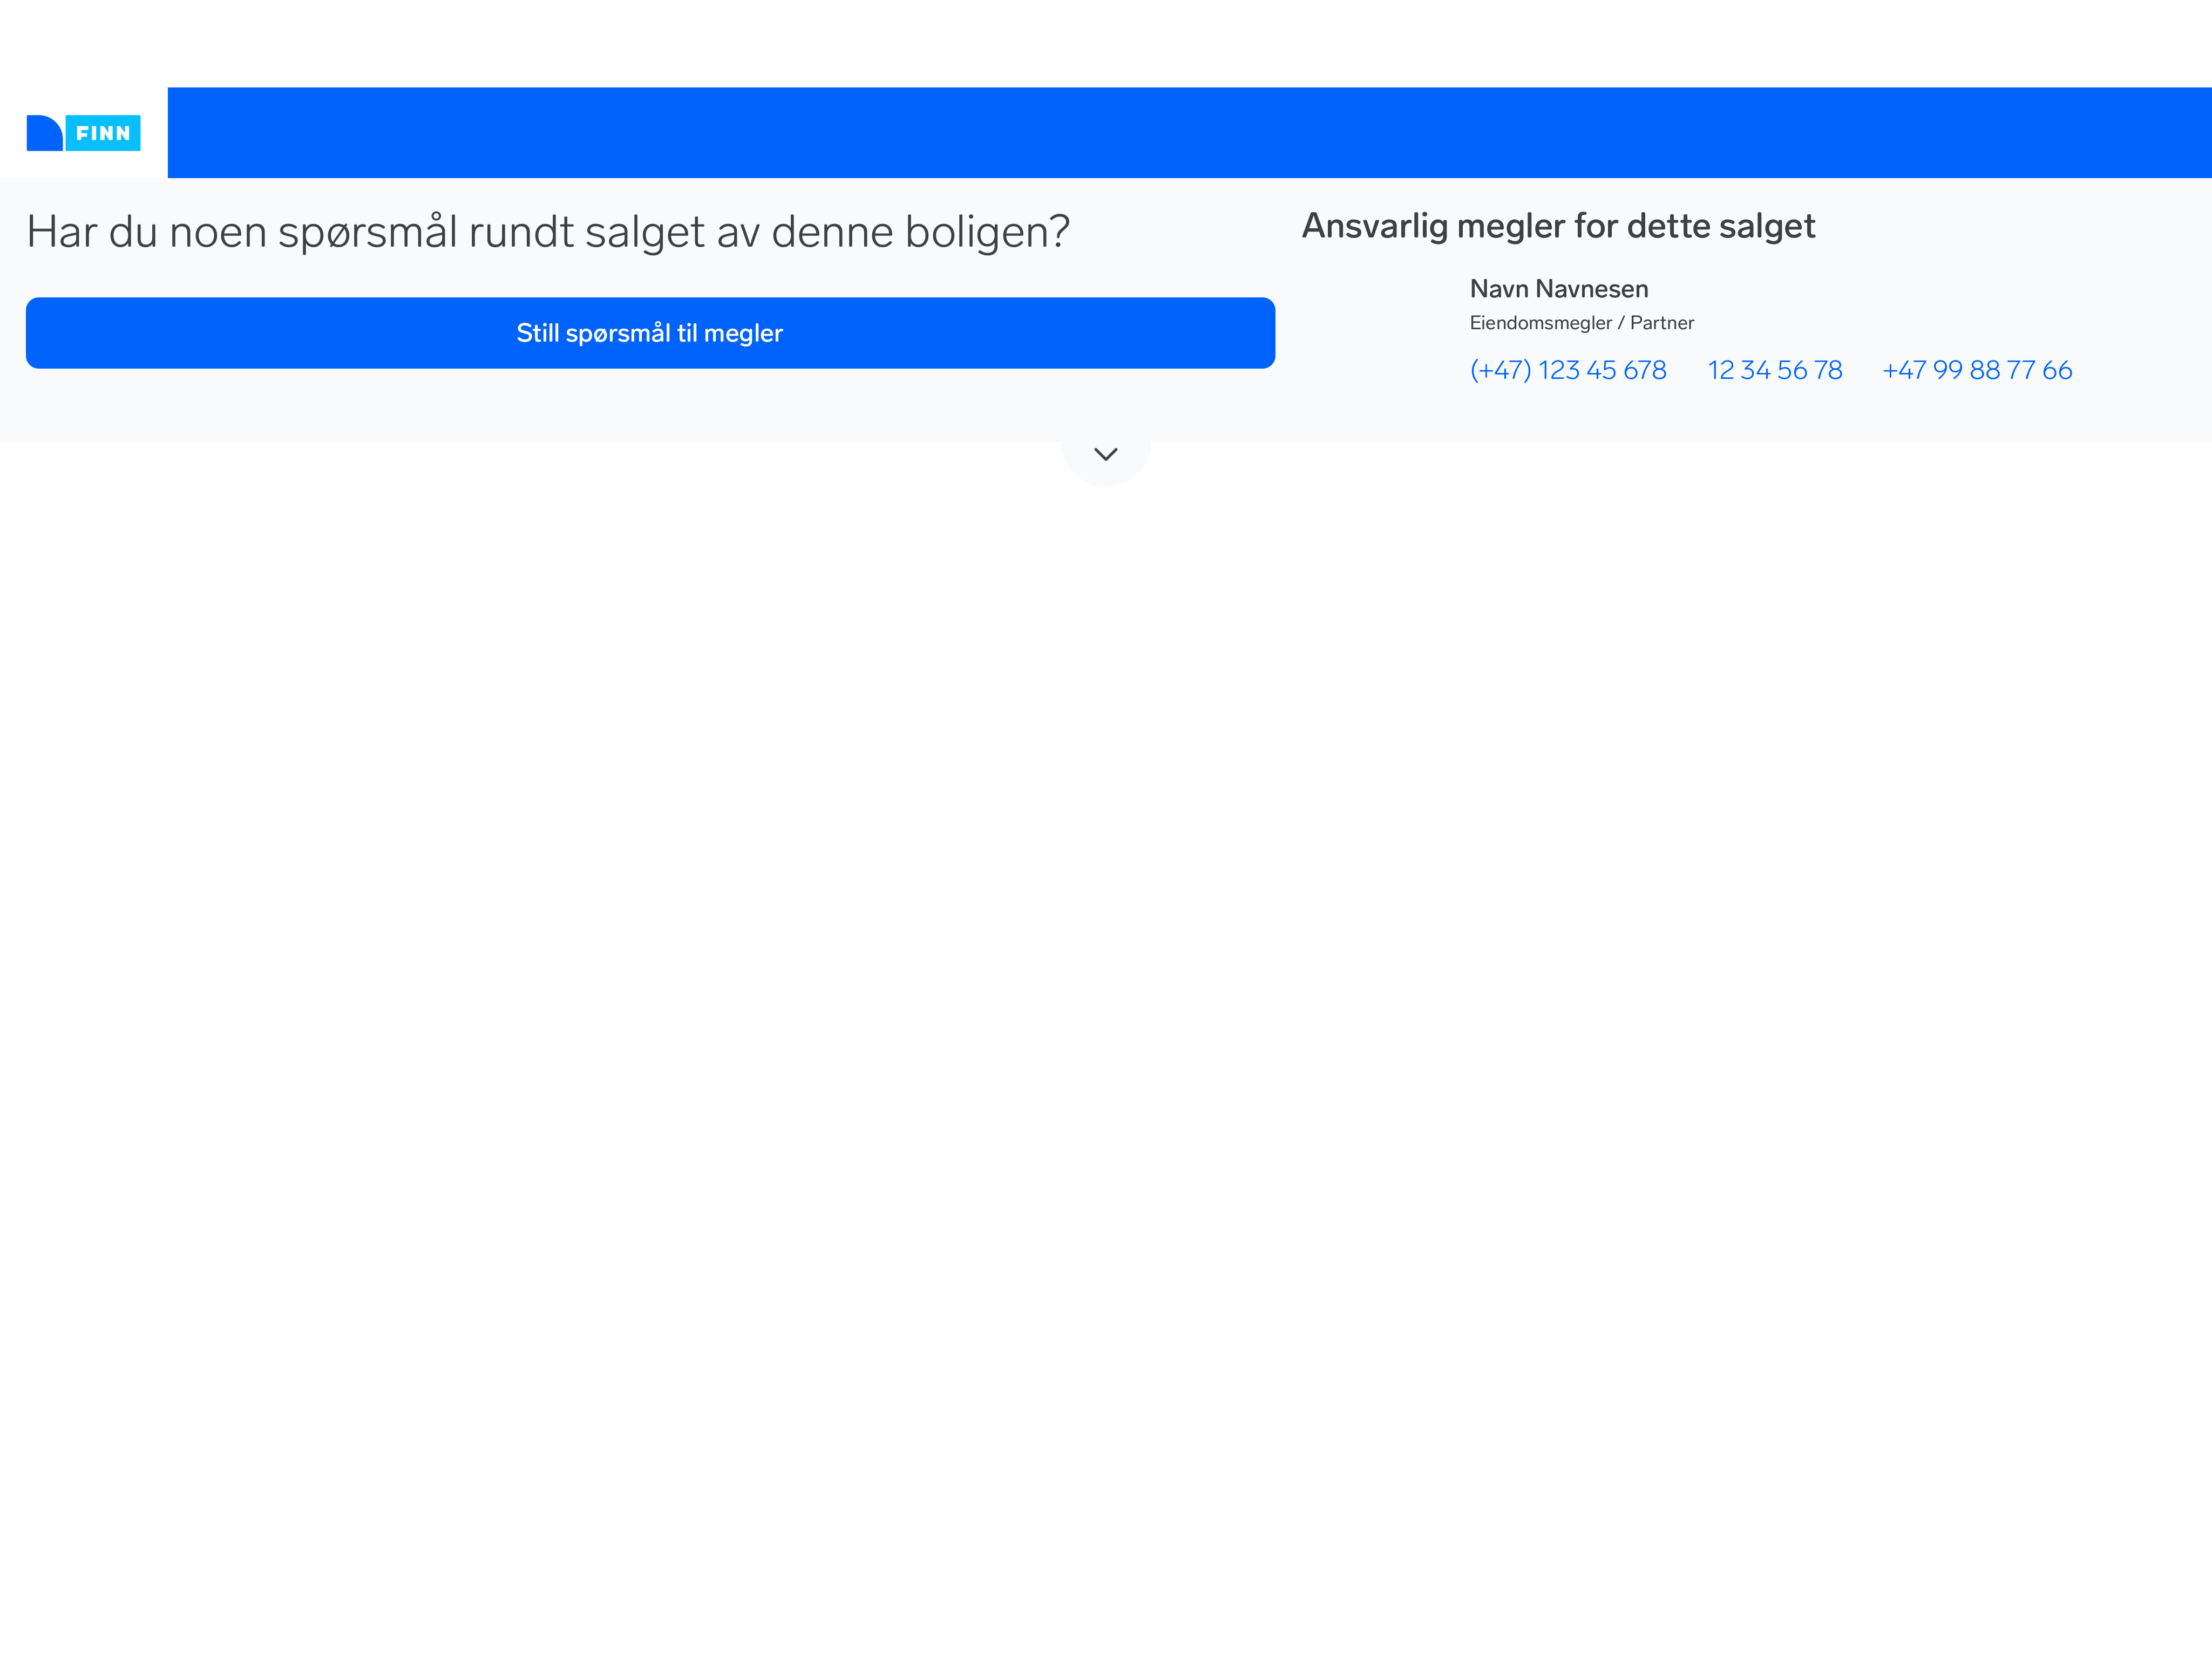 FINN
Har du noen spørsmål rundt salget av denne boligen?
Still spørsmål til megler
Ansvarlig megler for dette salget
Navn Navnesen
Eiendomsmegler / Partner
(+47) 123 45 678 12 34 56 78 +47 99 88 77 66